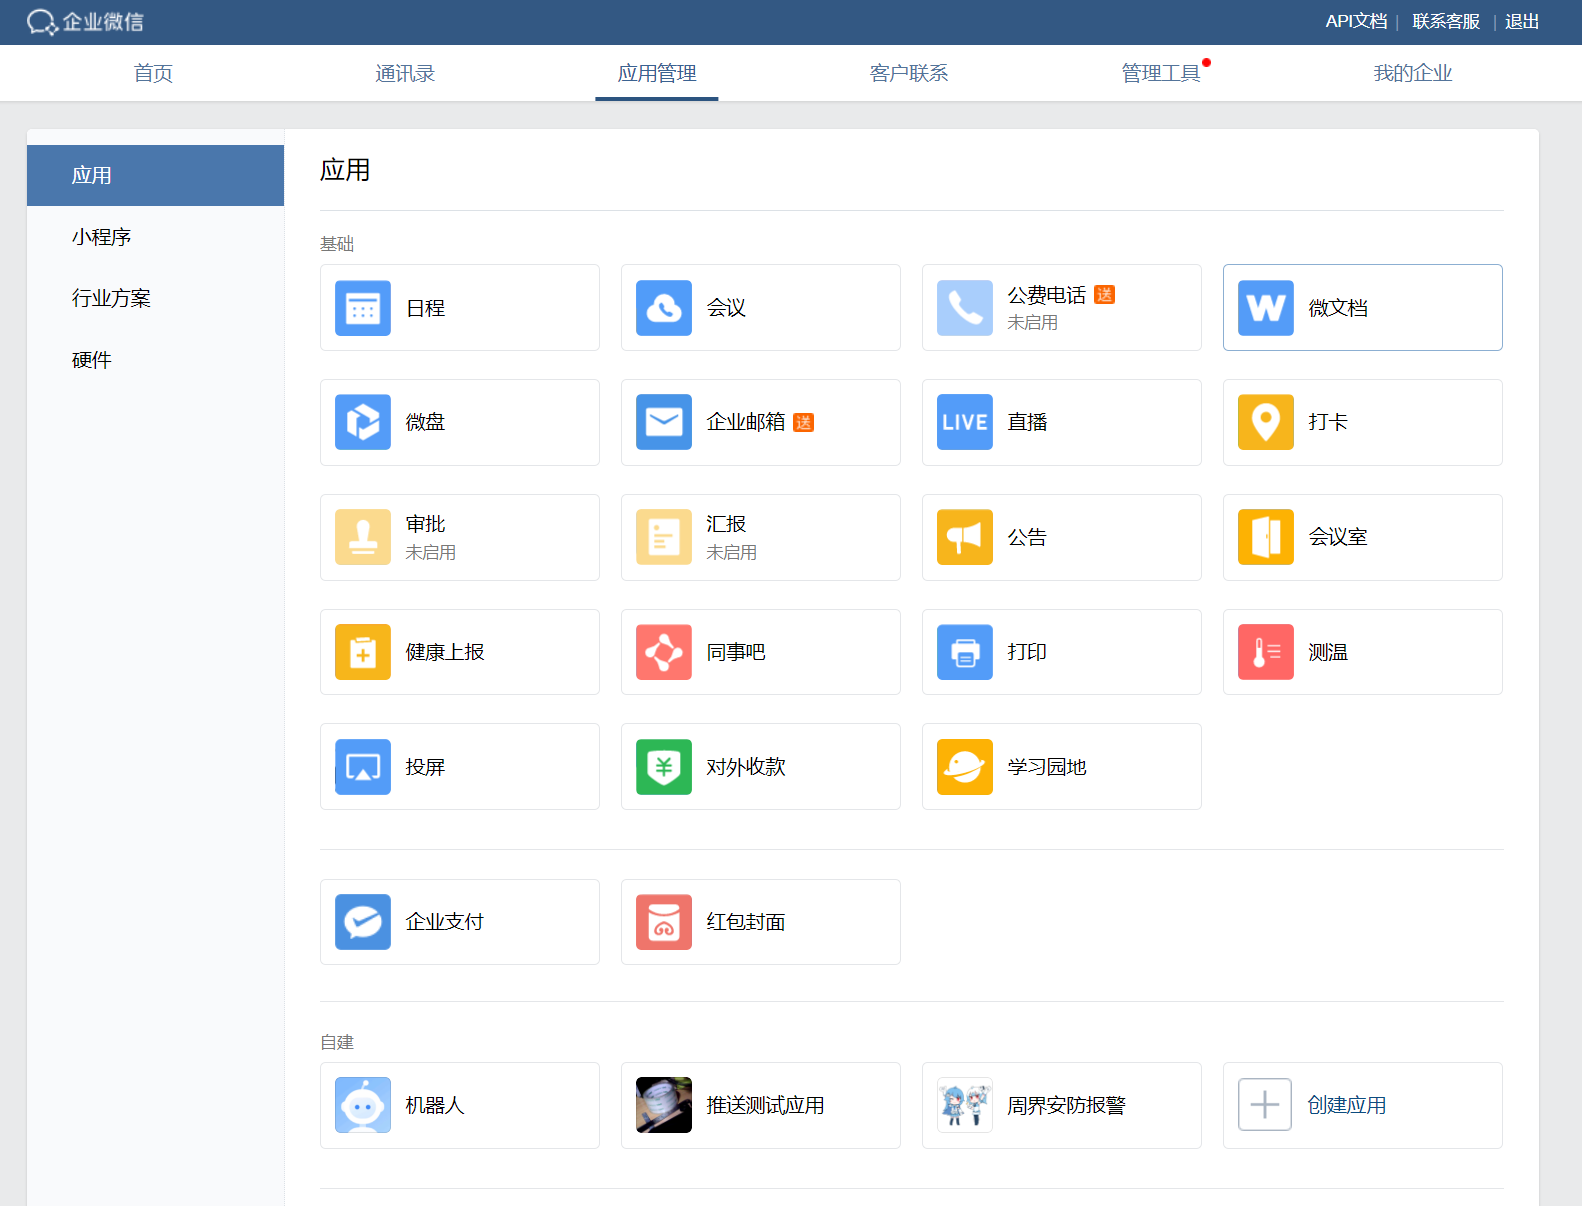 企业微信
API文档 | 联系客服 | 退出
首页 通讯录 应用管理 客户联系 管理工具 我的企业
应用
小程序
行业方案
硬件
应用
基础
日程
会议
公费电话 送
未启用
W 微文档
微盘
企业邮箱 送
LIVE 直播
打卡
审批
未启用
汇报
未启用
公告
会议室
健康上报
同事吧
打印
测温
投屏
¥ 对外收款
学习园地
企业支付
红包封面
自建
机器人
推送测试应用
周界安防报警
创建应用